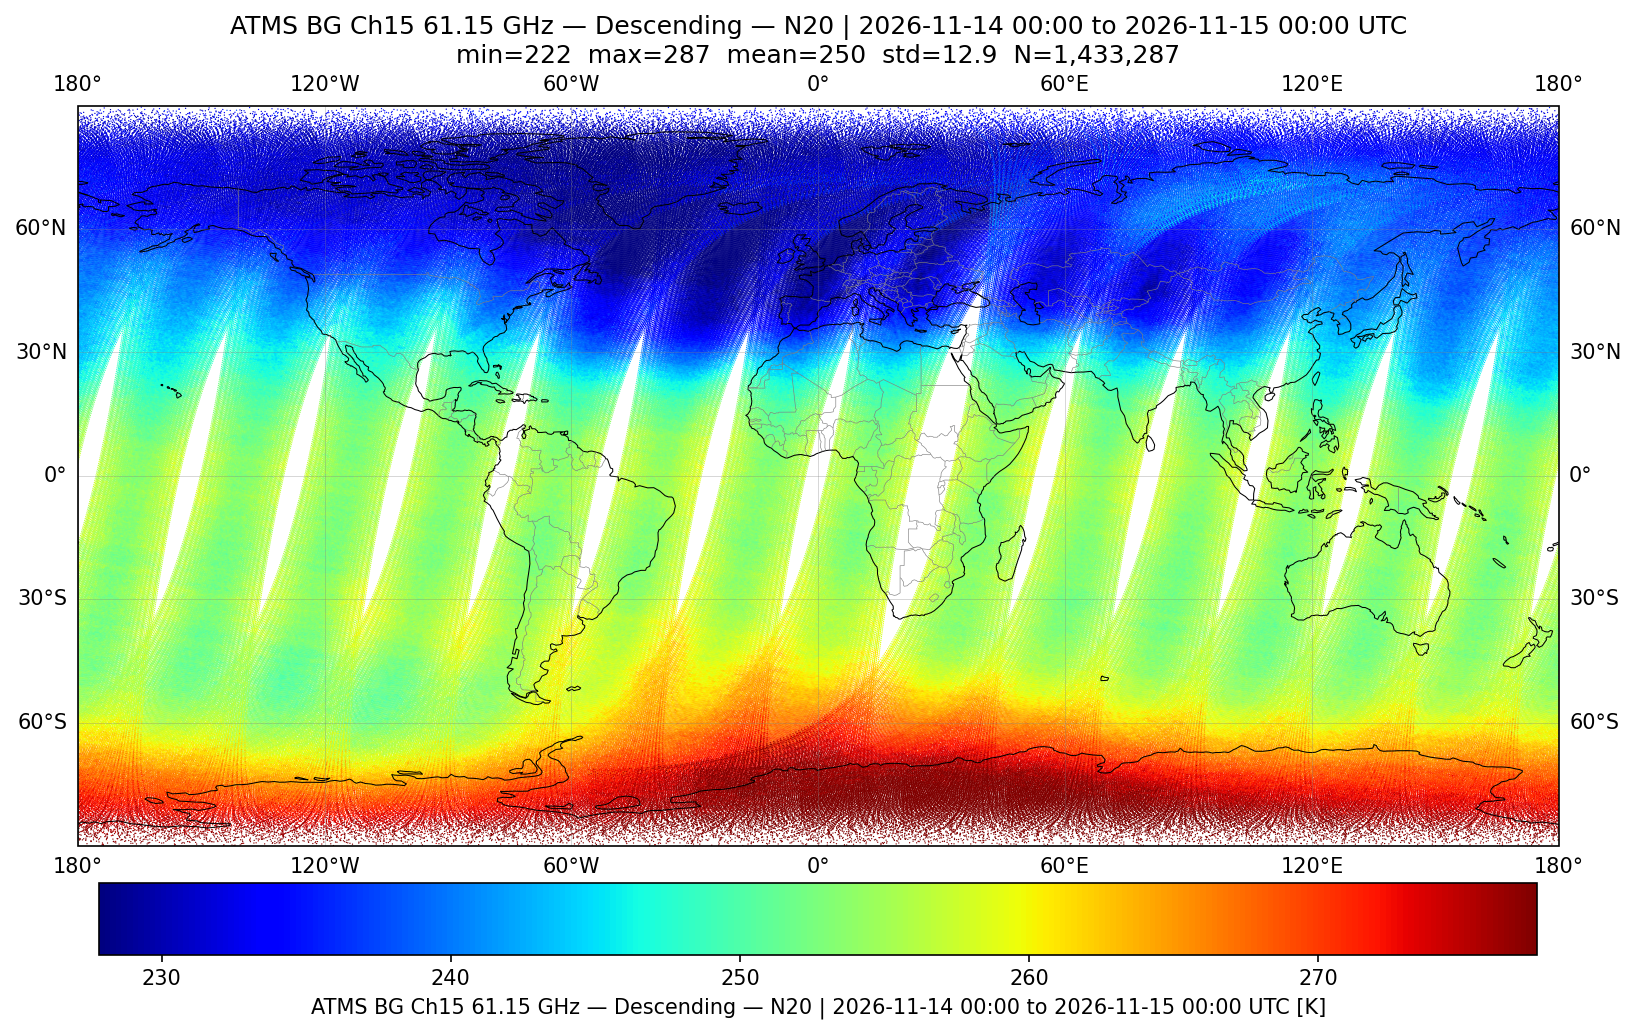 ATMS BG Ch15 61.15 GHz — Descending — N20 | 2026-11-14 00:00 to 2026-11-15 00:00 UTC
min=222 max=287 mean=250 std=12.9 N=1,433,287
180° 120°W 60°W 0° 60°E 120°E 180°
60°N 60°N
30°N 30°N
0° 0°
30°S 30°S
60°S 60°S
180° 120°W 60°W 0° 60°E 120°E 180°
230 240 250 260 270
ATMS BG Ch15 61.15 GHz — Descending — N20 | 2026-11-14 00:00 to 2026-11-15 00:00 UTC [K]